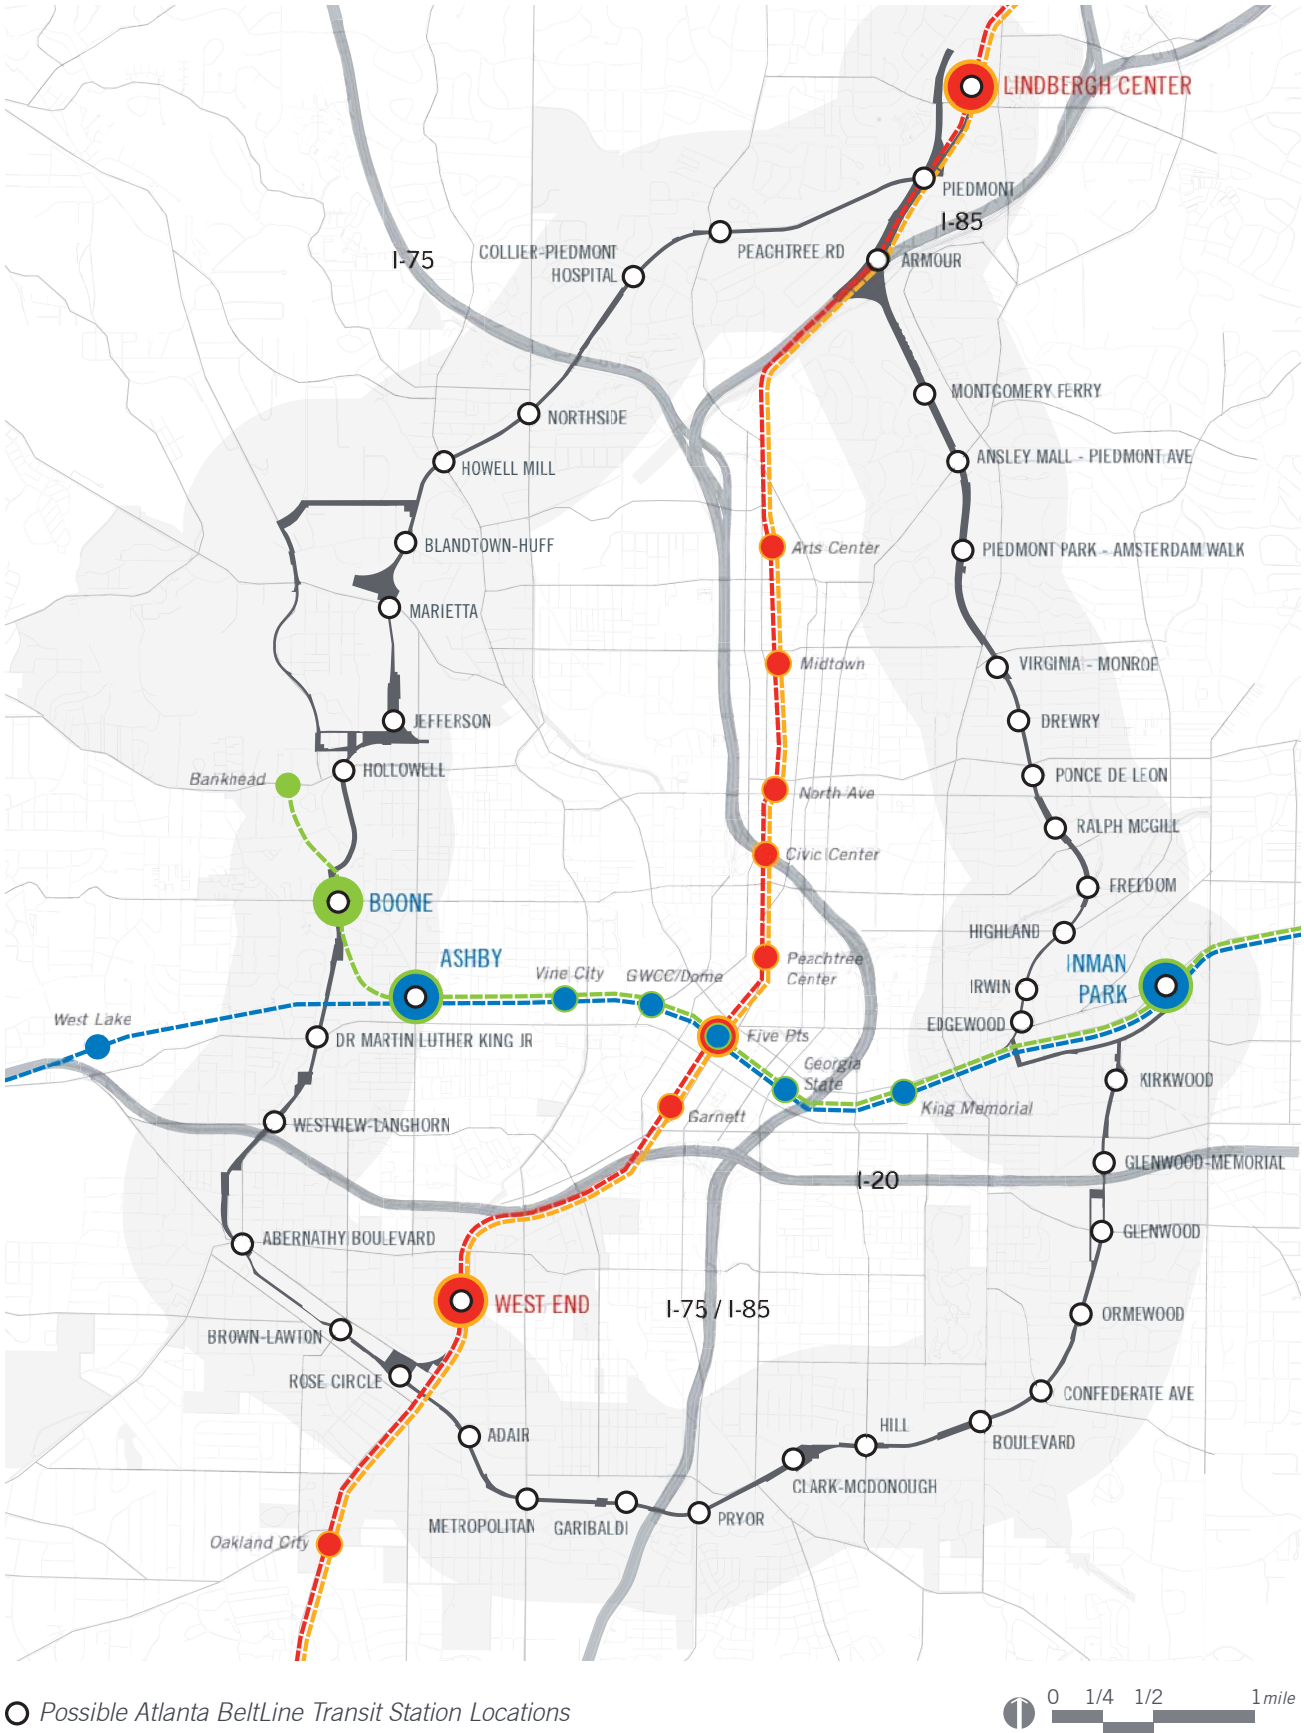 LINDBERGH CENTER
PIEDMONT
I-85
COLLIER-PIEDMONT
HOSPITAL
PEACHTREE RD
I-75
ARMOUR
MONTGOMERY FERRY
NORTHSIDE
ANSLEY MALL - PIEDMONT AVE
HOWELL MILL
BLANDTOWN-HUFF
Arts Center
PIEDMONT PARK - AMSTERDAM WALK
MARIETTA
Midtown
VIRGINIA - MONROE
JEFFERSON
DREWRY
HOLLOWELL
Bankhead
PONCE DE LEON
North Ave
RALPH MCGILL
Civic Center
FREEDOM
BOONE
HIGHLAND
ASHBY
Vine City
GWCC/Dome
Peachtree
Center
INMAN
PARK
IRWIN
West Lake
EDGEWOOD
DR MARTIN LUTHER KING JR
Five Pts
Georgia
State
KIRKWOOD
King Memorial
Garnett
WESTVIEW-LANGHORN
GLENWOOD-MEMORIAL
I-20
ABERNATHY BOULEVARD
GLENWOOD
WEST END
I-75 / I-85
ORMEWOOD
BROWN-LAWTON
ROSE CIRCLE
CONFEDERATE AVE
ADAIR
HILL
BOULEVARD
CLARK-MCDONOUGH
METROPOLITAN
GARIBALDI
PRYOR
Oakland City
Possible Atlanta BeltLine Transit Station Locations
0 1/4 1/2 1 mile